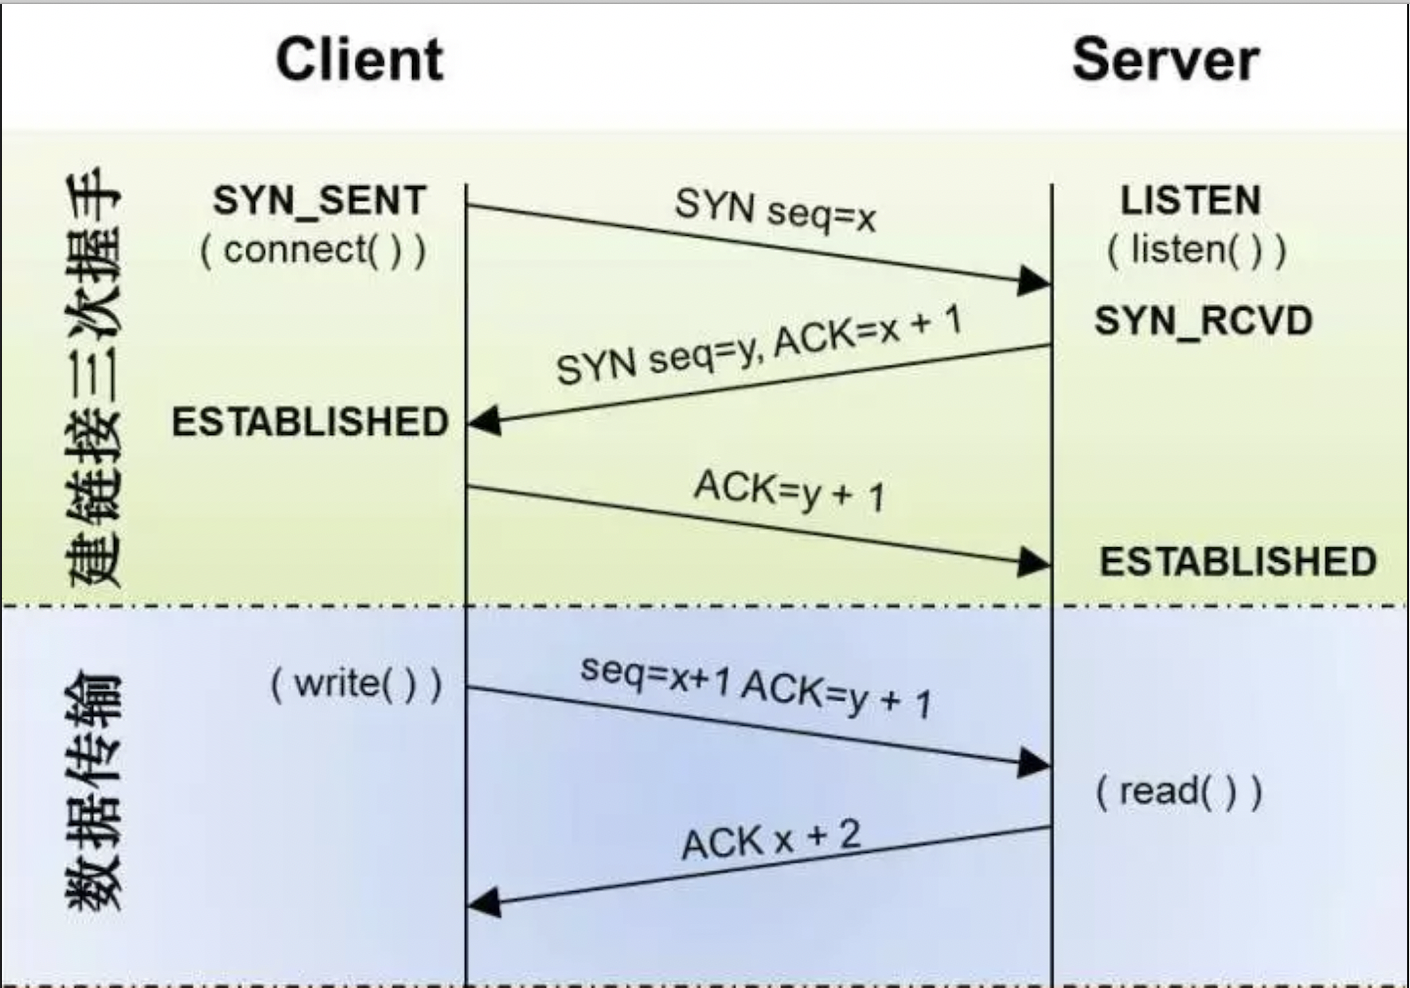 Client
Server
建链接三次握手
SYN_SENT
( connect( ) )
SYN seq=x
LISTEN
( listen( ) )
SYN_RCVD
SYN seq=y, ACK=x + 1
ESTABLISHED
ACK=y + 1
ESTABLISHED
数据传输
( write( ) )
seq=x+1 ACK=y + 1
( read( ) )
ACK x + 2